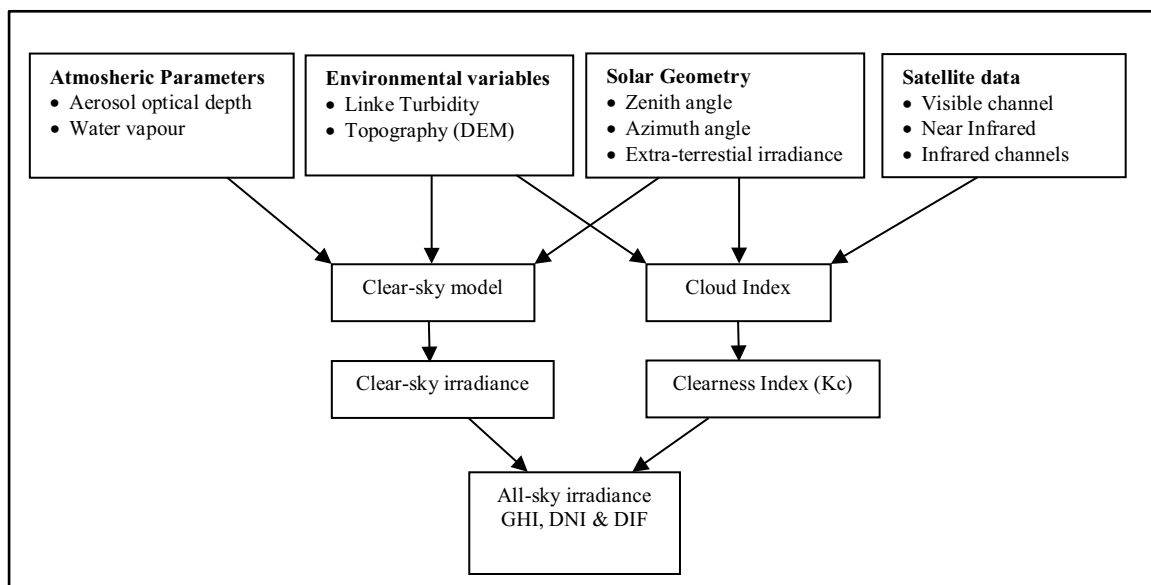 Atmosheric Parameters
• Aerosol optical depth
• Water vapour
Environmental variables
• Linke Turbidity
• Topography (DEM)
Solar Geometry
• Zenith angle
• Azimuth angle
• Extra-terrestial irradiance
Satellite data
• Visible channel
• Near Infrared
• Infrared channels
Clear-sky model
Cloud Index
Clear-sky irradiance
Clearness Index (Kc)
All-sky irradiance
GHI, DNI & DIF